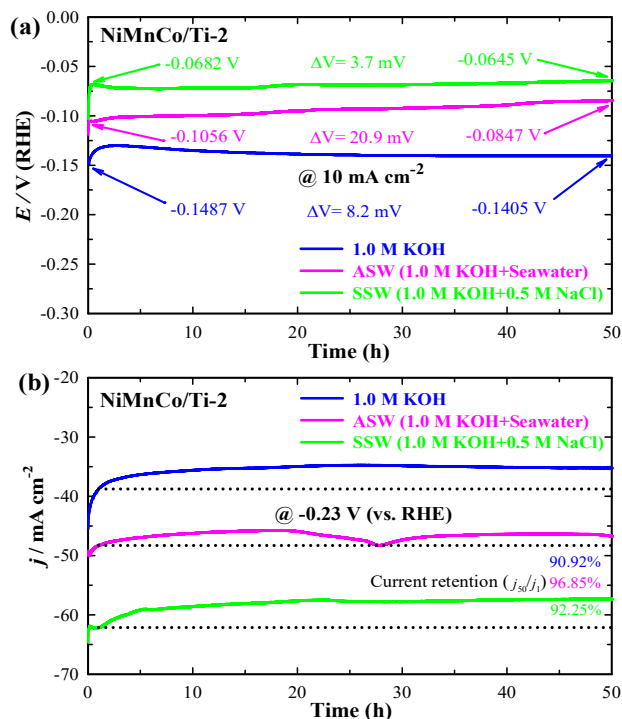 (a)
NiMnCo/Ti-2
-0.0682 V
ΔV= 3.7 mV
-0.0645 V
-0.1056 V
ΔV= 20.9 mV
-0.0847 V
@ 10 mA cm-2
-0.1487 V
ΔV= 8.2 mV
-0.1405 V
1.0 M KOH
ASW (1.0 M KOH+Seawater)
SSW (1.0 M KOH+0.5 M NaCl)
E/V (RHE)
0.00
-0.05
-0.10
-0.15
-0.20
-0.25
-0.30
0 10 20 30 40 50
Time (h)
(b)
NiMnCo/Ti-2
1.0 M KOH
ASW (1.0 M KOH+Seawater)
SSW (1.0 M KOH+0.5 M NaCl)
@ -0.23 V (vs. RHE)
90.92%
Current retention (j50/j1) 96.85%
92.25%
j / mA cm-2
-20
-30
-40
-50
-60
-70
0 10 20 30 40 50
Time (h)